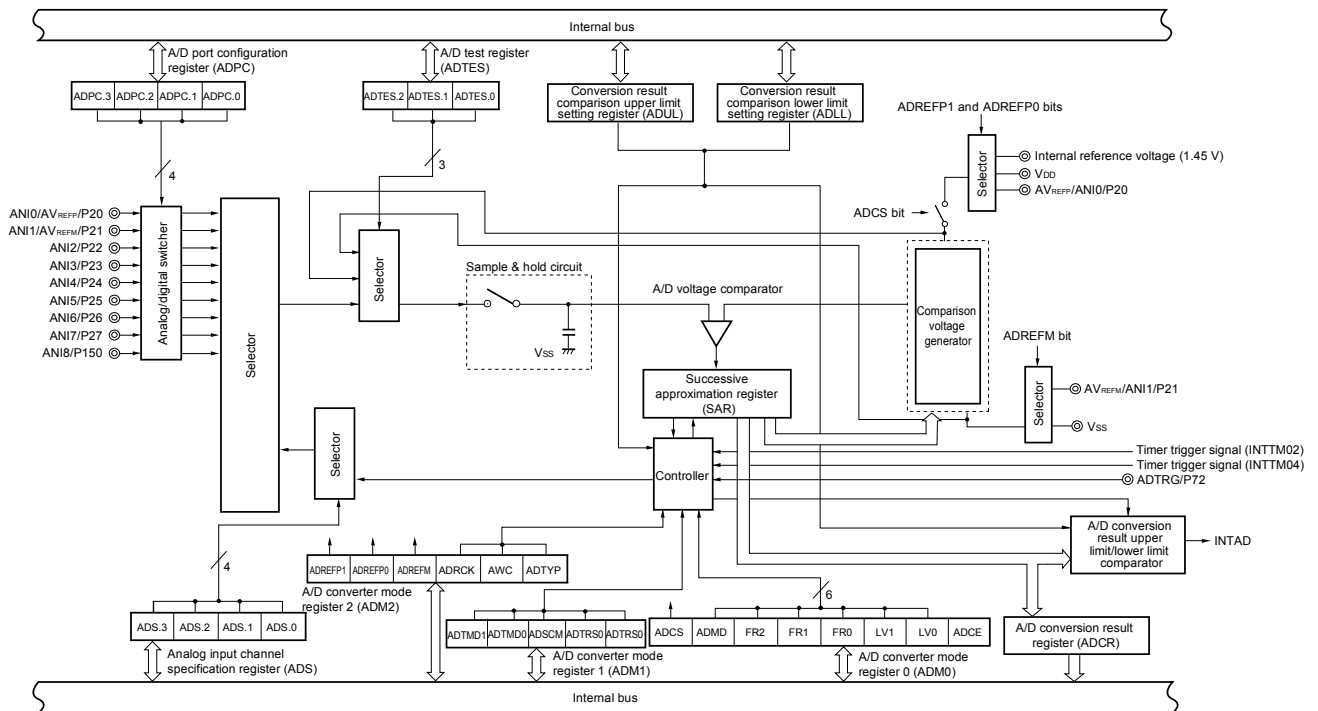 Internal bus
A/D port configuration
register (ADPC)
A/D test register
(ADTES)
ADPC.3 ADPC.2 ADPC.1 ADPC.0
ADTES.2 ADTES.1 ADTES.0
Conversion result
comparison upper limit
setting register (ADUL)
Conversion result
comparison lower limit
setting register (ADLL)
ADREFP1 and ADREFP0 bits
4
3
Selector
Internal reference voltage (1.45 V)
VDD
AVREFP/ANI0/P20
ADCS bit
ANI0/AVREFP/P20
ANI1/AVREFM/P21
ANI2/P22
ANI3/P23
ANI4/P24
ANI5/P25
ANI6/P26
ANI7/P27
ANI8/P150
Analog/digital switcher
Selector
Selector
Sample & hold circuit
Vss
A/D voltage comparator
Comparison
voltage
generator
ADREFM bit
Selector
AVREFM/ANI1/P21
Vss
Successive
approximation register
(SAR)
Selector
Controller
Timer trigger signal (INTTM02)
Timer trigger signal (INTTM04)
ADTRG/P72
A/D conversion
result upper
limit/lower limit
comparator
INTAD
4
ADREFP1 ADREFP0 ADREFM ADRCK AWC ADTYP
A/D converter mode
register 2 (ADM2)
6
ADS.3 ADS.2 ADS.1 ADS.0
Analog input channel
specification register (ADS)
ADTMD1 ADTMD0 ADSCM ADTRS0 ADTRS0
A/D converter mode
register 1 (ADM1)
ADCS ADMD FR2 FR1 FR0 LV1 LV0 ADCE
A/D converter mode
register 0 (ADM0)
A/D conversion result
register (ADCR)
Internal bus